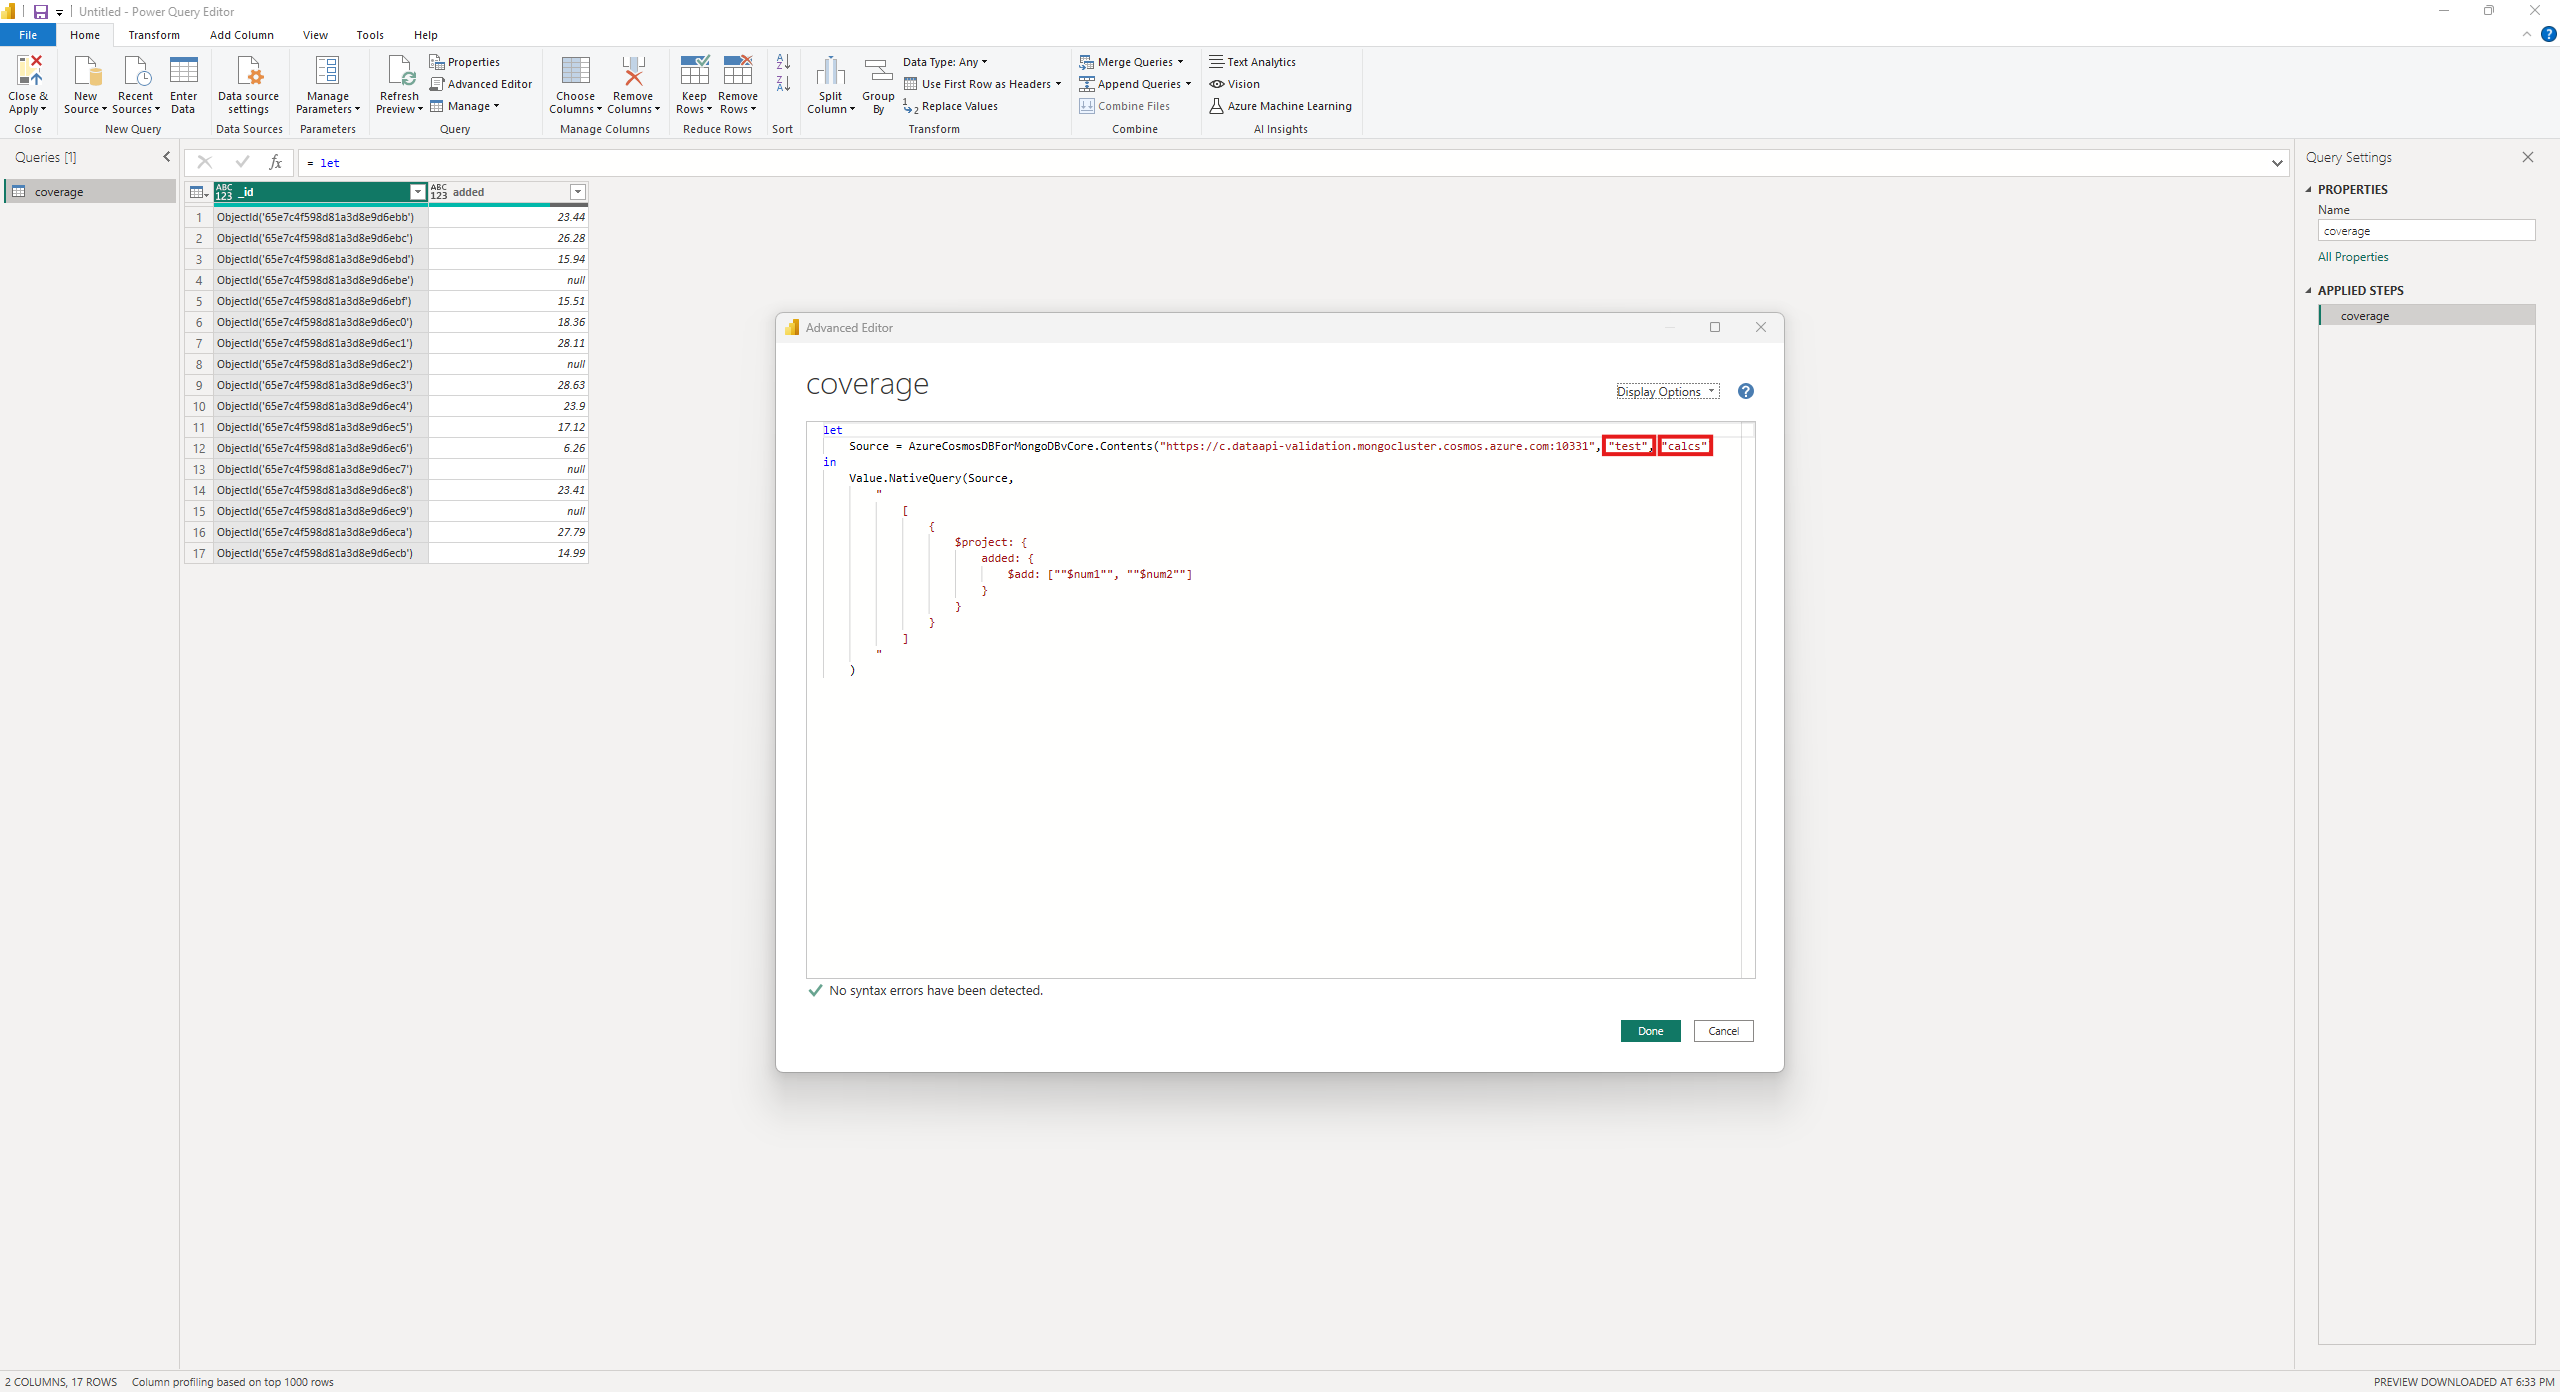 Untitled - Power Query Editor
File Home Transform Add Column View Tools Help
Close & Apply
Close
New Source
Recent Sources
Enter Data
New Query
Data source settings
Data Sources
Manage Parameters
Parameters
Refresh Preview
Properties
Advanced Editor
Manage
Query
Choose Columns
Remove Columns
Manage Columns
Keep Rows
Remove Rows
Reduce Rows
Sort
Split Column
Group By
Data Type: Any
Use First Row as Headers
Replace Values
Transform
Merge Queries
Append Queries
Combine Files
Combine
Text Analytics
Vision
Azure Machine Learning
AI Insights
Queries [1]
coverage
fx
= let
ABC 123 _id ABC 123 added
1 ObjectId('65e7c4f598d81a3d8e9d6ebb') 23.44
2 ObjectId('65e7c4f598d81a3d8e9d6ebc') 26.28
3 ObjectId('65e7c4f598d81a3d8e9d6ebd') 15.94
4 ObjectId('65e7c4f598d81a3d8e9d6ebe') null
5 ObjectId('65e7c4f598d81a3d8e9d6ebf') 15.51
6 ObjectId('65e7c4f598d81a3d8e9d6ec0') 18.36
7 ObjectId('65e7c4f598d81a3d8e9d6ec1') 28.11
8 ObjectId('65e7c4f598d81a3d8e9d6ec2') null
9 ObjectId('65e7c4f598d81a3d8e9d6ec3') 28.63
10 ObjectId('65e7c4f598d81a3d8e9d6ec4') 23.9
11 ObjectId('65e7c4f598d81a3d8e9d6ec5') 17.12
12 ObjectId('65e7c4f598d81a3d8e9d6ec6') 6.26
13 ObjectId('65e7c4f598d81a3d8e9d6ec7') null
14 ObjectId('65e7c4f598d81a3d8e9d6ec8') 23.41
15 ObjectId('65e7c4f598d81a3d8e9d6ec9') null
16 ObjectId('65e7c4f598d81a3d8e9d6eca') 27.79
17 ObjectId('65e7c4f598d81a3d8e9d6ecb') 14.99
Advanced Editor
coverage
Display Options
let
Source = AzureCosmosDBForMongoDBvCore.Contents("https://c.dataapi-validation.mongocluster.cosmos.azure.com:10331", "test", "calcs"
in
Value.NativeQuery(Source,
"
[
{
$project: {
added: {
$add: [""$num1"", ""$num2""]
}
}
}
]
"
)
No syntax errors have been detected.
Done
Cancel
Query Settings
PROPERTIES
Name
coverage
All Properties
APPLIED STEPS
coverage
2 COLUMNS, 17 ROWS Column profiling based on top 1000 rows
PREVIEW DOWNLOADED AT 6:33 PM